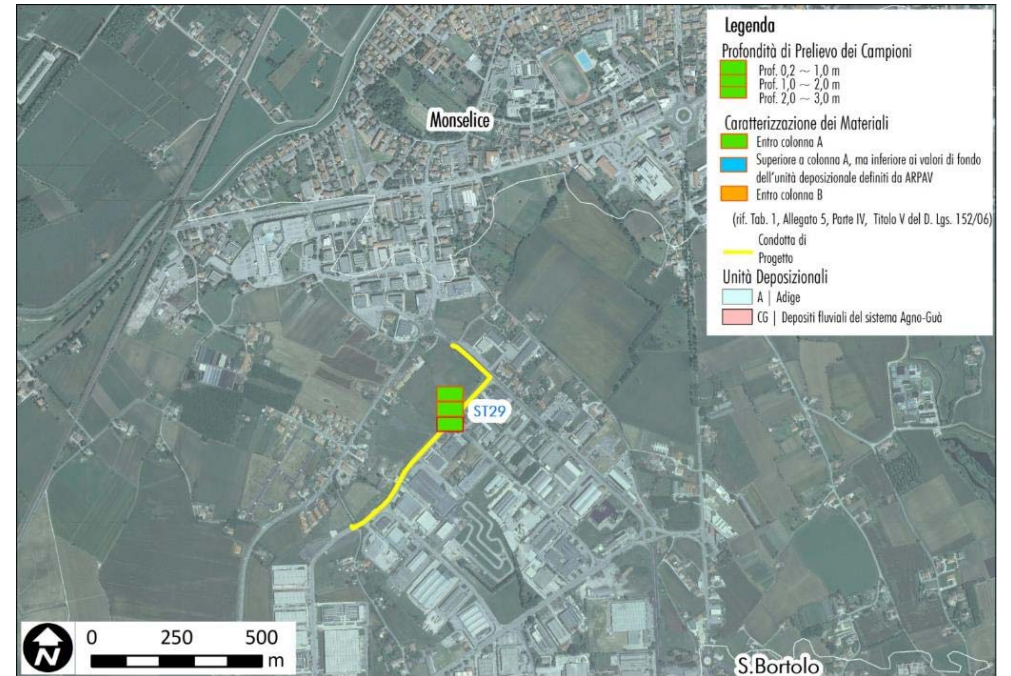 Legenda
Profondità di Prelievo dei Campioni
Prof. 0,2 ~ 1,0 m
Prof. 1,0 ~ 2,0 m
Prof. 2,0 ~ 3,0 m
Caratterizzazione dei Materiali
Entro colonna A
Superiore a colonna A, ma inferiore ai valori di fondo
dell'unità deposizionale definiti da ARPAV
Entro colonna B
(rif. Tab. 1, Allegato 5, Parte IV, Titolo V del D. Lgs. 152/06)
Condotta di
Progetto
Unità Deposizionali
A | Adige
CG | Depositi fluviali del sistema Agno-Guà
Monselice
ST29
S.Bortolo
N
0 250 500
m